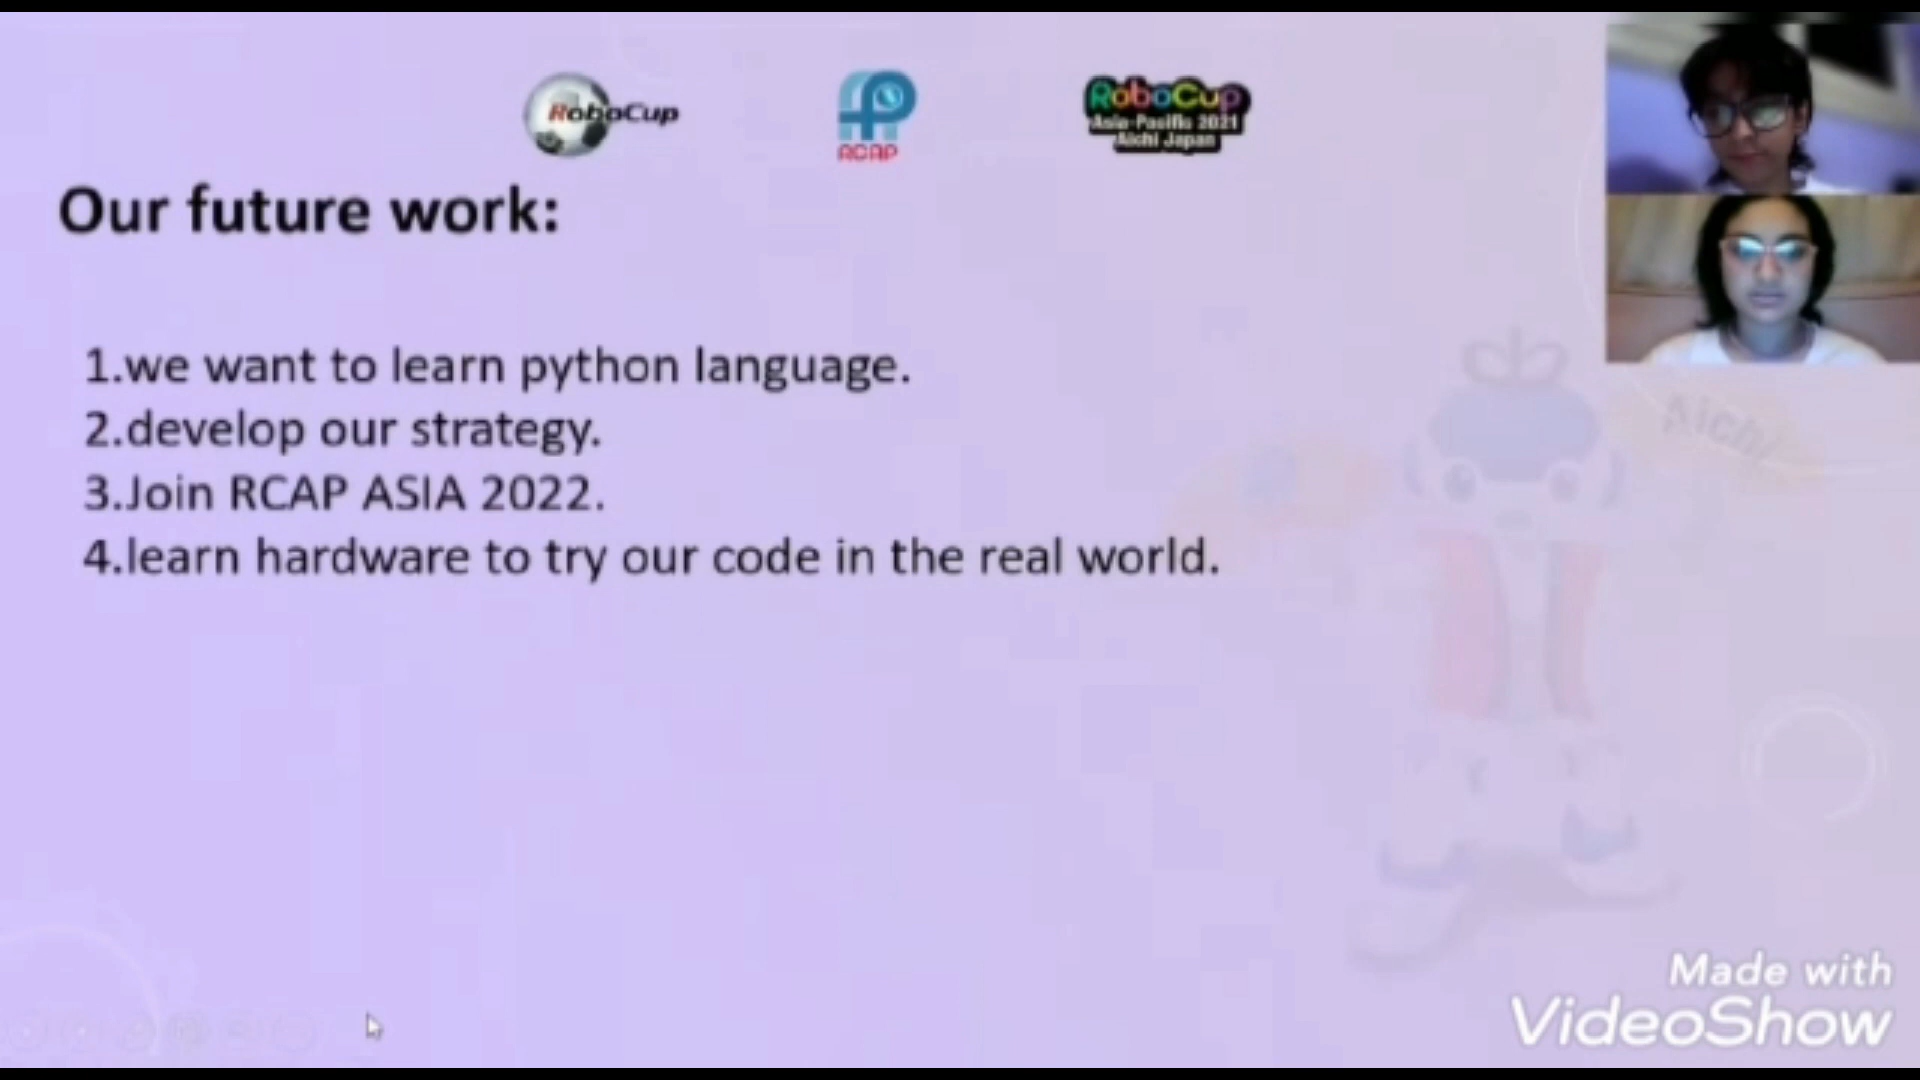 RoboCup
RCAP
RoboCup
Asia-Pacific 2021
Aichi Japan
Our future work:
1.we want to learn python language.
2.develop our strategy.
3.Join RCAP ASIA 2022.
4.learn hardware to try our code in the real world.
Aichi
Made with
VideoShow